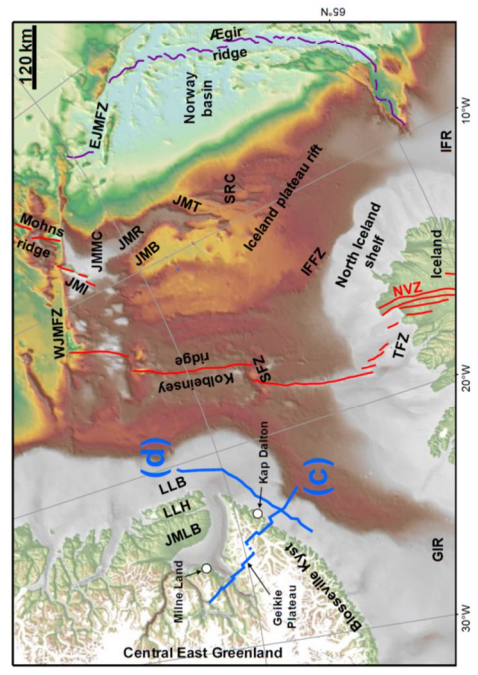 65°N
120 km
Ægir
ridge
Norway
basin
EJMFZ
Mohns
ridge
JMMC
JMI
JMR
JMB
JMT
SRC
Iceland plateau rift
IFFZ
10°W
IFR
North Iceland
shelf
Iceland
NVZ
TFZ
WJMFZ
Kolbeinsey
ridge
SFZ
20°W
(d)
LLB
LLH
JMLB
Kap Dalton
(c)
Milne Land
Geikie
Plateau
Blosseville Kyst
GIR
30°W
Central East Greenland